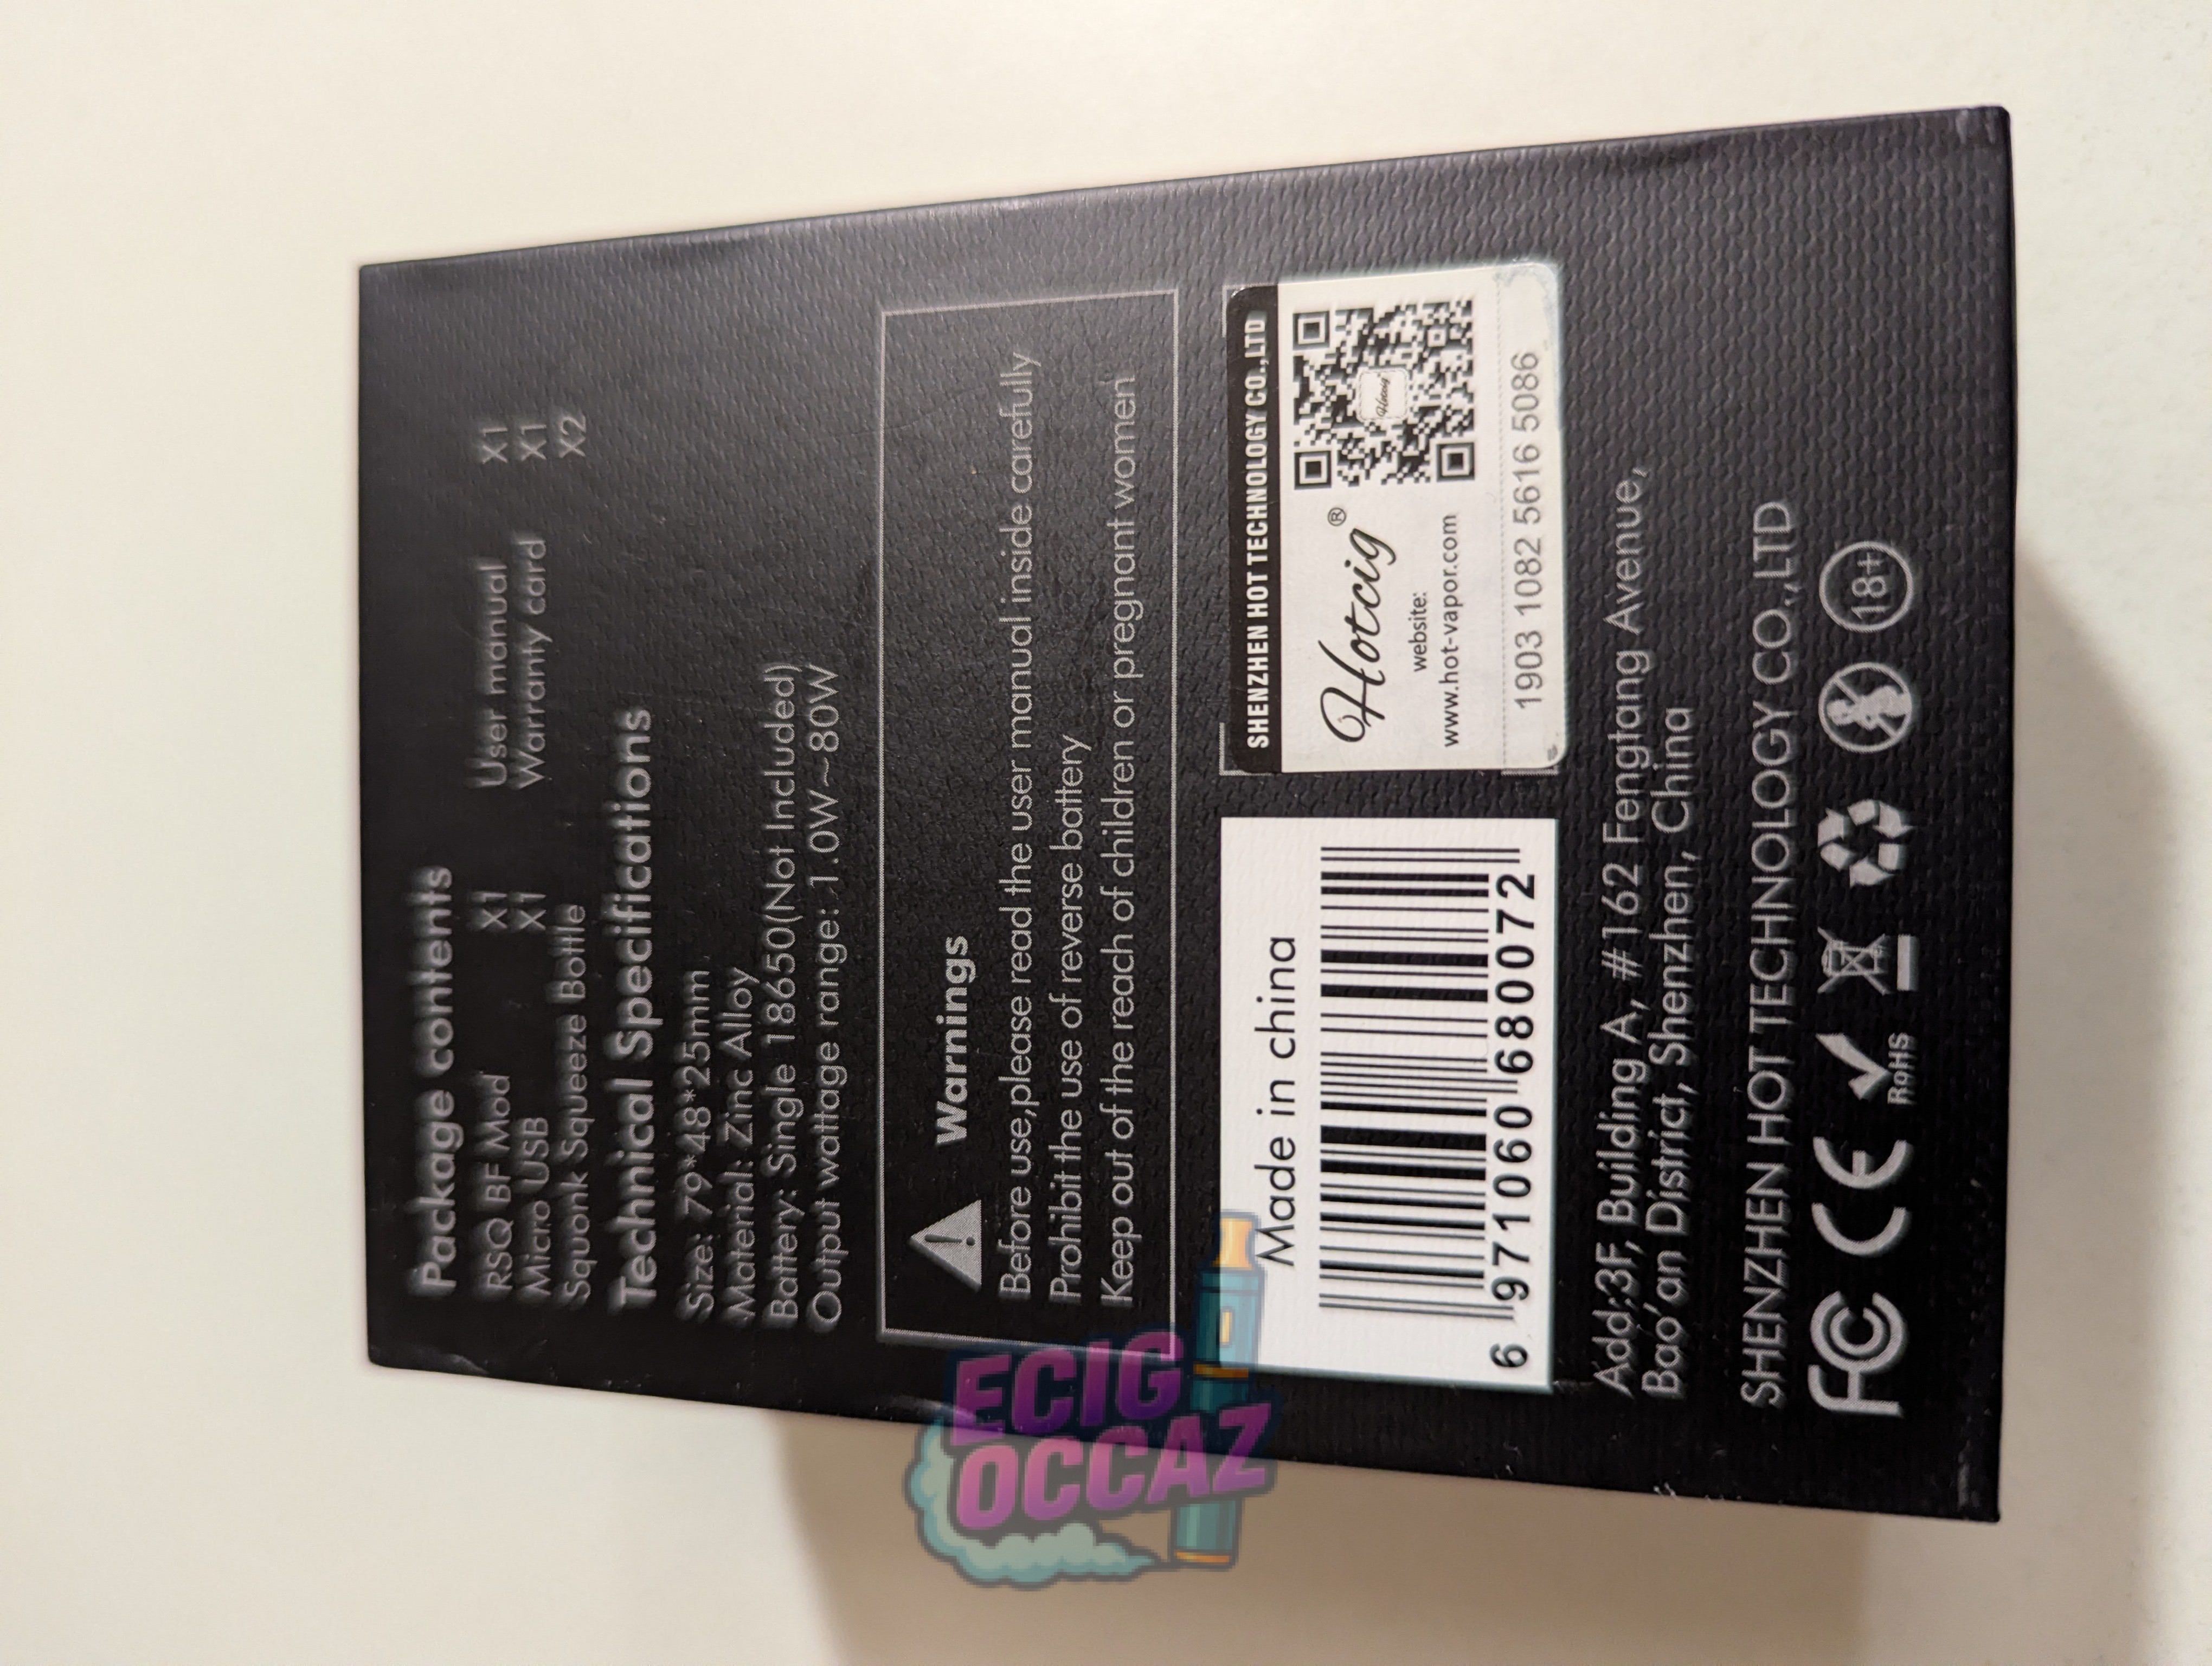 Package contents
RSQ BF Mod X1 User manual X1
Micro USB X1 Warranty card X1
Squonk Squeeze Bottle X2
Technical Specifications
Size: 79*48*25mm
Material: Zinc Alloy
Battery: Single 18650(Not Included)
Output wattage range: 1.0W~80W
Warnings
Before use,please read the user manual inside carefully
Prohibit the use of reverse battery
Keep out of the reach of children or pregnant women
Made in china
6 971060 680072
SHENZHEN HOT TECHNOLOGY CO.,LTD
Hotcig ®
website:
www.hot-vapor.com
Hotcig
1903 1082 5616 5086
Add:3F, Building A, #162 Fengtang Avenue,
Bao'an District, Shenzhen, China
SHENZHEN HOT TECHNOLOGY CO.,LTD
FC CE RoHS 18+
ECIG
OCCAZ